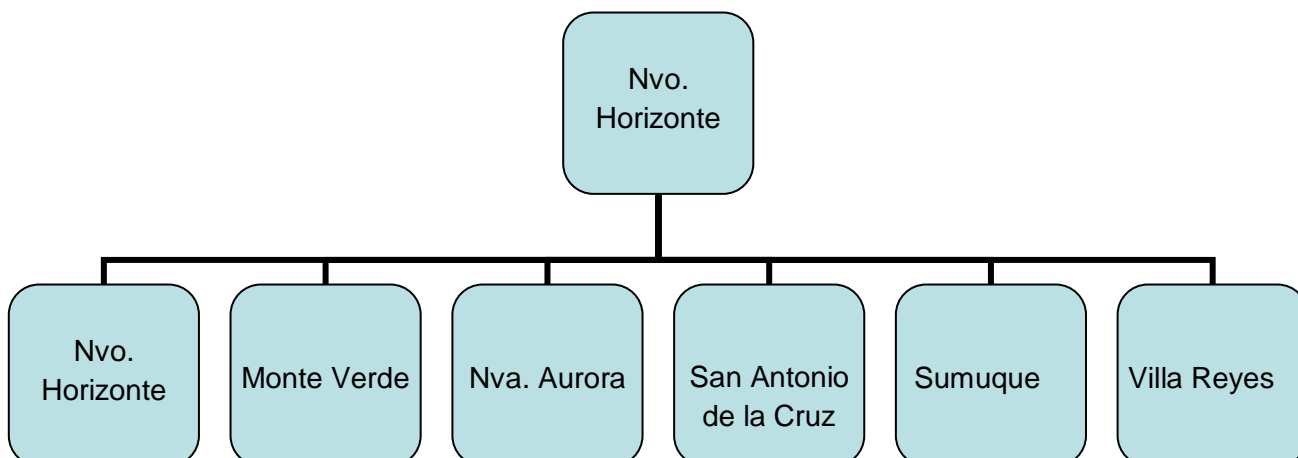 Nvo.
Horizonte
Nvo.
Horizonte
Monte Verde
Nva. Aurora
San Antonio
de la Cruz
Sumuque
Villa Reyes